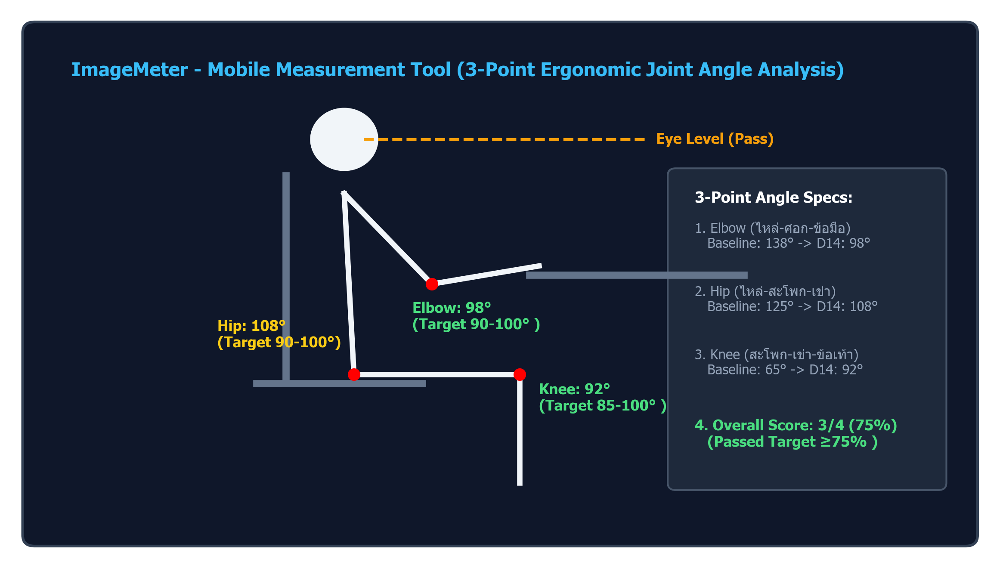 ImageMeter - Mobile Measurement Tool (3-Point Ergonomic Joint Angle Analysis)
Eye Level (Pass)
Elbow: 98°
(Target 90-100° )
Hip: 108°
(Target 90-100°)
Knee: 92°
(Target 85-100° )
3-Point Angle Specs:
1. Elbow (ไหล่-ศอก-ข้อมือ)
Baseline: 138° -> D14: 98°
2. Hip (ไหล่-สะโพก-เข่า)
Baseline: 125° -> D14: 108°
3. Knee (สะโพก-เข่า-ข้อเท้า)
Baseline: 65° -> D14: 92°
4. Overall Score: 3/4 (75%)
(Passed Target ≥75% )